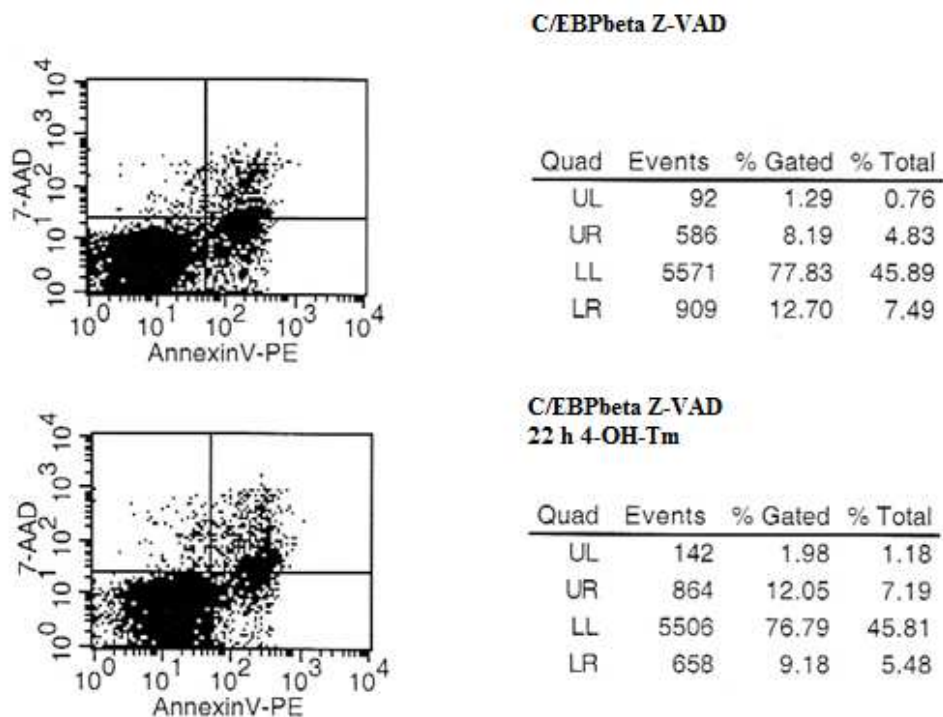 C/EBPbeta Z-VAD
10^4
10^3
10^2
10^1
10^0
7-AAD
10^0 10^1 10^2 10^3 10^4
AnnexinV-PE
Quad Events % Gated % Total
UL 92 1.29 0.76
UR 586 8.19 4.83
LL 5571 77.83 45.89
LR 909 12.70 7.49
C/EBPbeta Z-VAD
22 h 4-OH-Tm
10^4
10^3
10^2
10^1
10^0
7-AAD
10^0 10^1 10^2 10^3 10^4
AnnexinV-PE
Quad Events % Gated % Total
UL 142 1.98 1.18
UR 864 12.05 7.19
LL 5506 76.79 45.81
LR 658 9.18 5.48